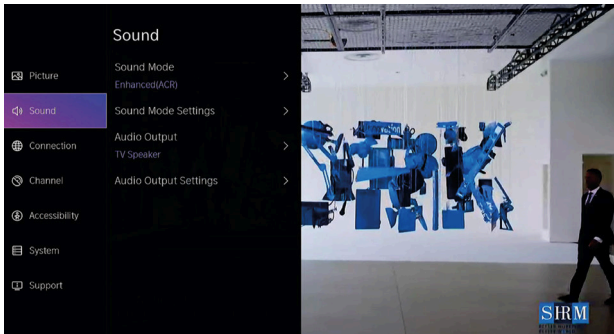 Sound
Picture
Sound
Connection
Channel
Accessibility
System
Support
Sound Mode
Enhanced(ACR)
Sound Mode Settings
Audio Output
TV Speaker
Audio Output Settings
SHRM